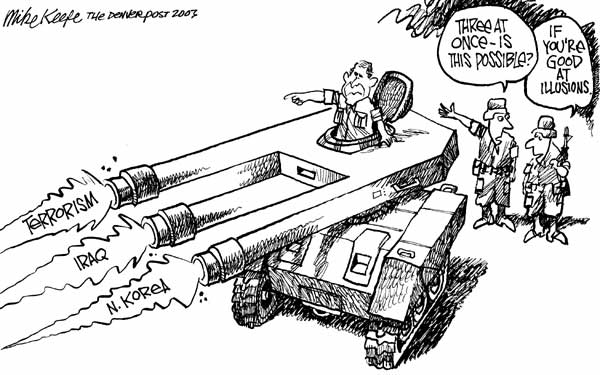 Mike Keefe THE DENVER POST 2003
THREE AT
ONCE - IS
THIS POSSIBLE?
IF
YOU'RE
GOOD
AT
ILLUSIONS.
TERRORISM
IRAQ
N. KOREA